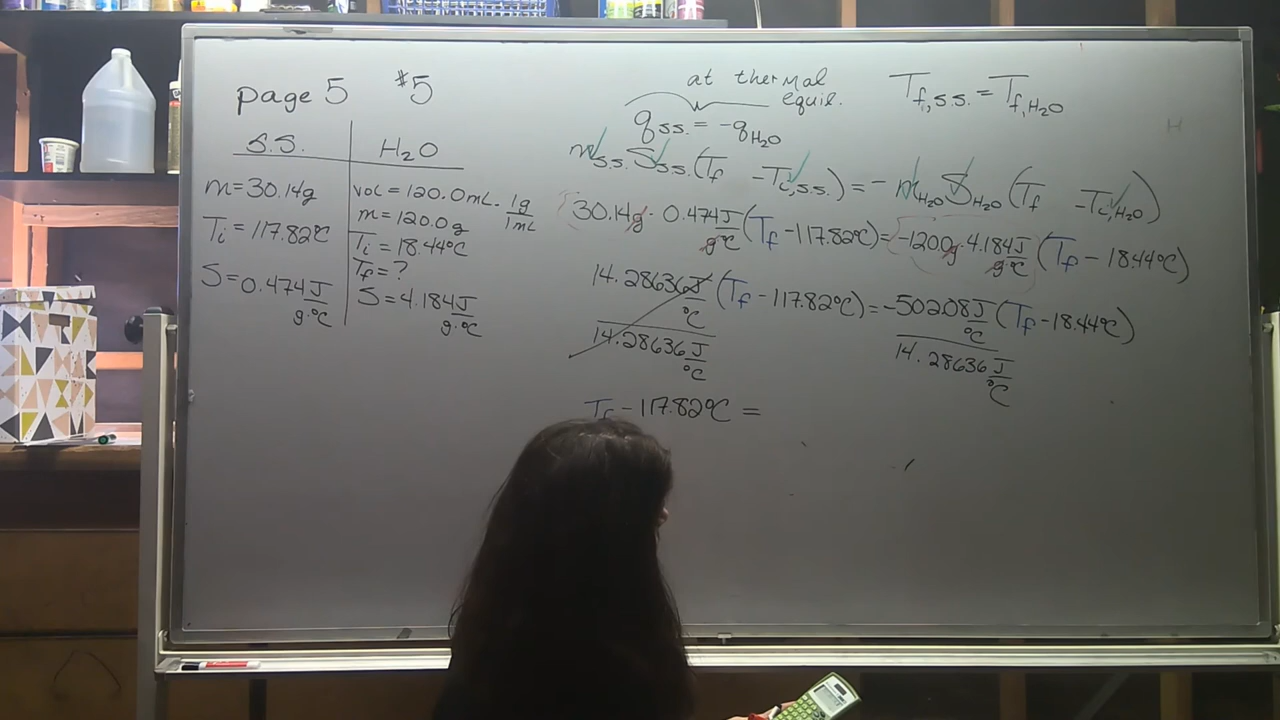 page 5 #5
S.S. H₂O
m=30.14g
Ti = 117.82°C
S=0.474 J/g·°C
vol = 120.0mL · 1g/1mL
m = 120.0g
Ti = 18.44°C
Tf = ?
S = 4.184 J/g·°C
at thermal
equil.
Tf,s.s. = Tf,H₂O
qs.s. = -qH₂O
ms.s. Ss.s. (Tf - Ti,s.s.) = - mH₂O SH₂O (Tf - Ti,H₂O)
30.14g · 0.474 J/g°C (Tf - 117.82°C) = -120.0g · 4.184 J/g·°C (Tf - 18.44°C)
14.28636 J/°C (Tf - 117.82°C) = -502.08 J/°C (Tf - 18.44°C)
14.28636 J/°C 14.28636 J/°C
Tf - 117.82°C =